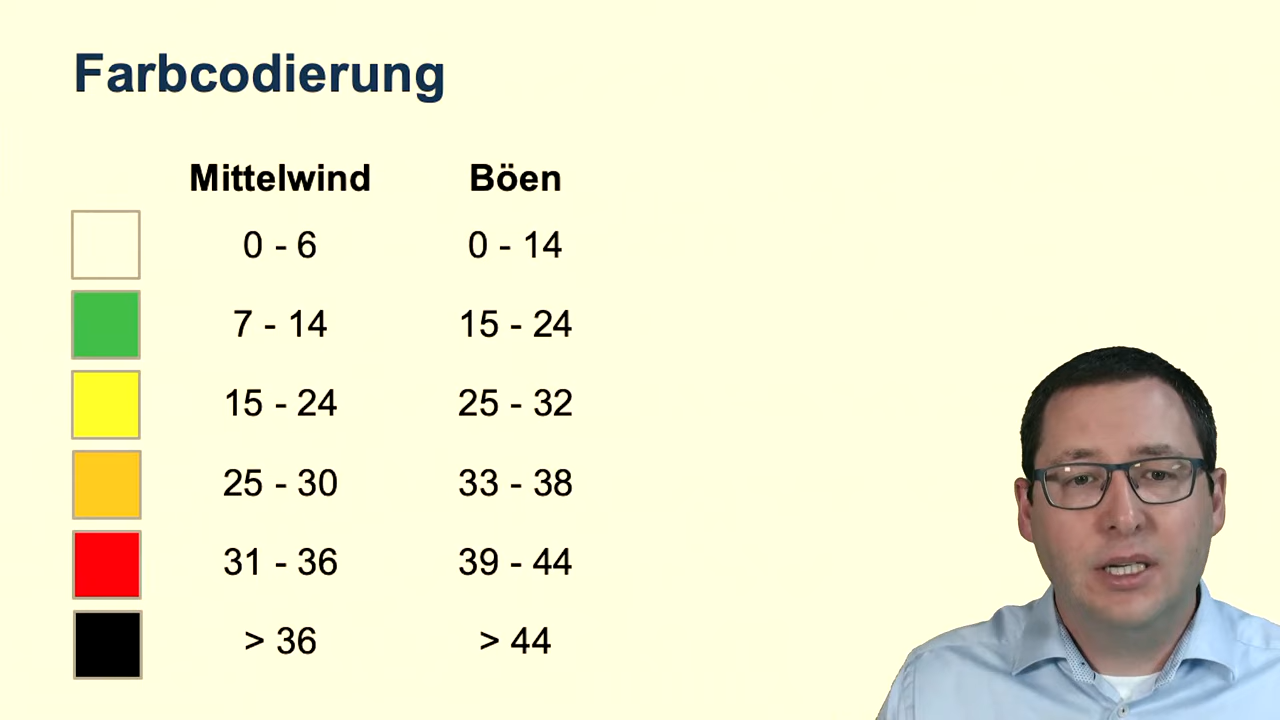 Farbcodierung
Mittelwind Böen
0 - 6 0 - 14
7 - 14 15 - 24
15 - 24 25 - 32
25 - 30 33 - 38
31 - 36 39 - 44
> 36 > 44